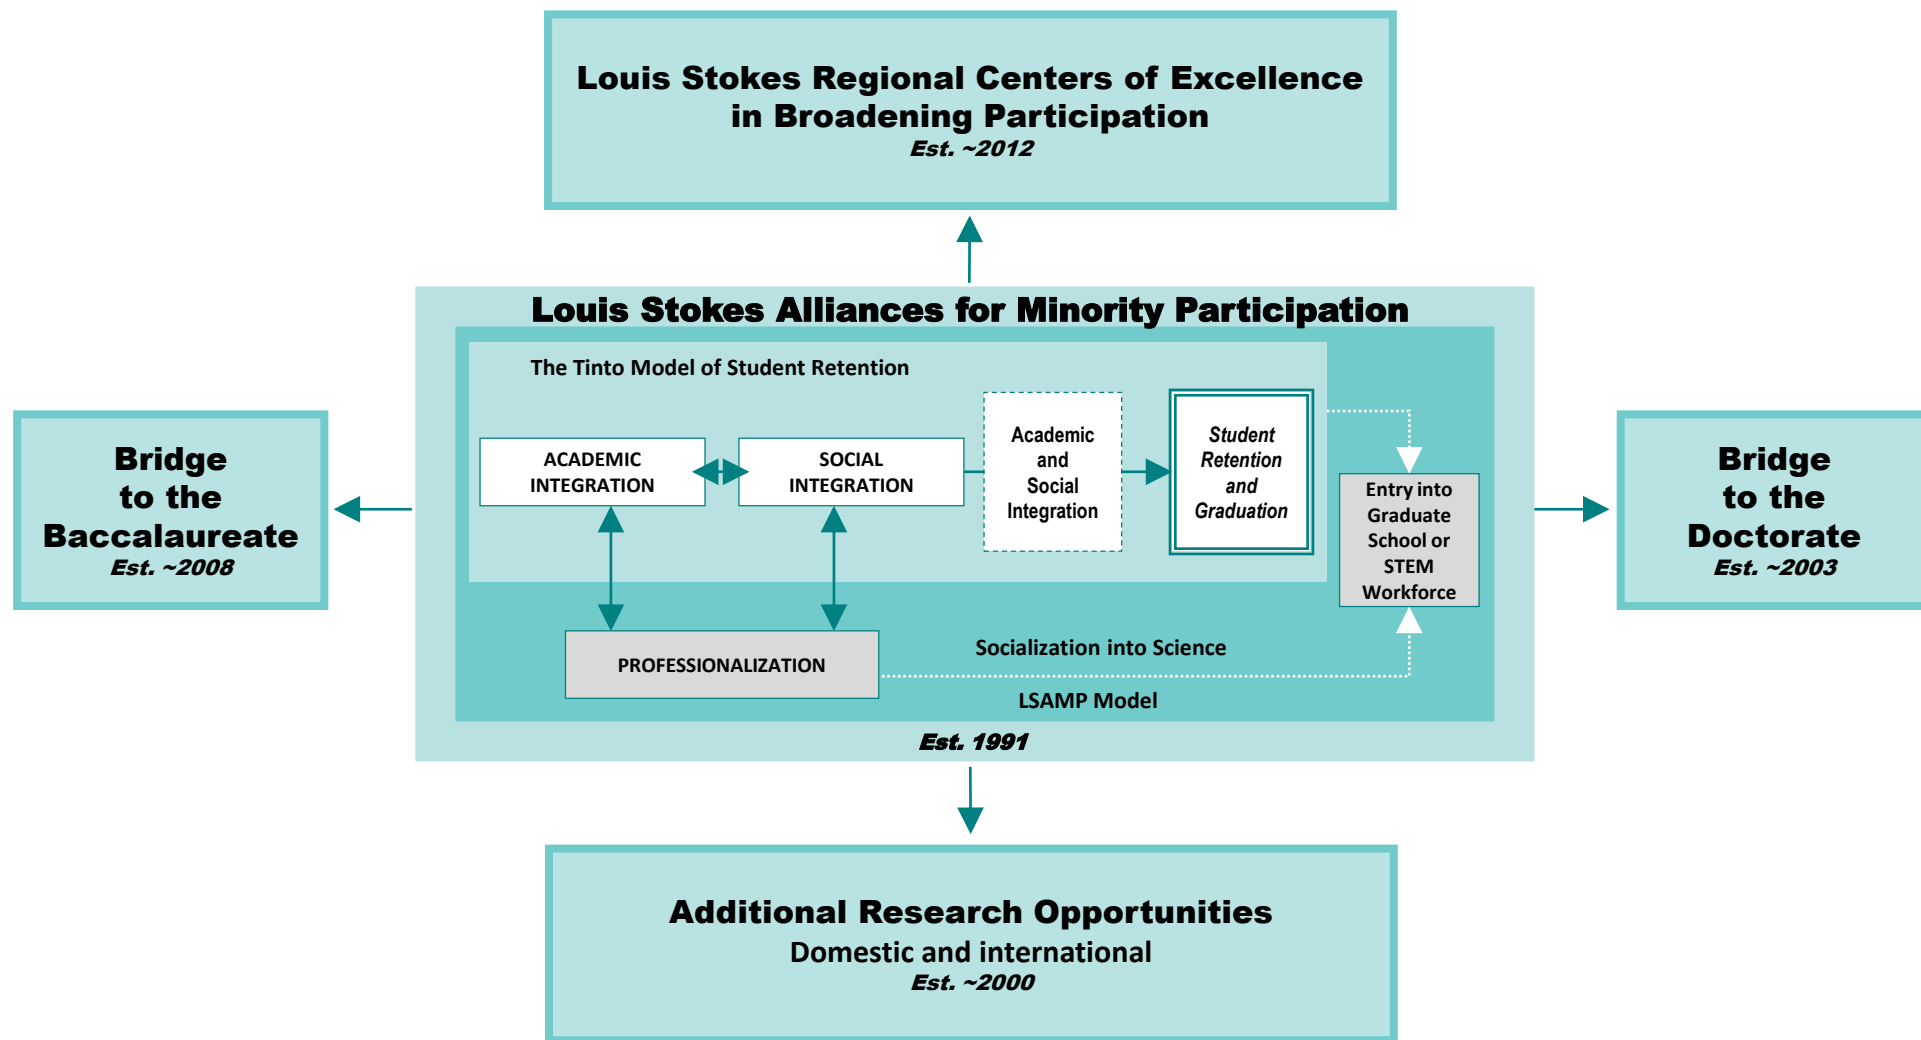 Louis Stokes Regional Centers of Excellence
in Broadening Participation
Est. ~2012
Louis Stokes Alliances for Minority Participation
The Tinto Model of Student Retention
ACADEMIC
INTEGRATION
SOCIAL
INTEGRATION
Academic
and
Social
Integration
Student
Retention
and
Graduation
Entry into
Graduate
School or
STEM
Workforce
PROFESSIONALIZATION
Socialization into Science
LSAMP Model
Est. 1991
Bridge
to the
Baccalaureate
Est. ~2008
Bridge
to the
Doctorate
Est. ~2003
Additional Research Opportunities
Domestic and international
Est. ~2000